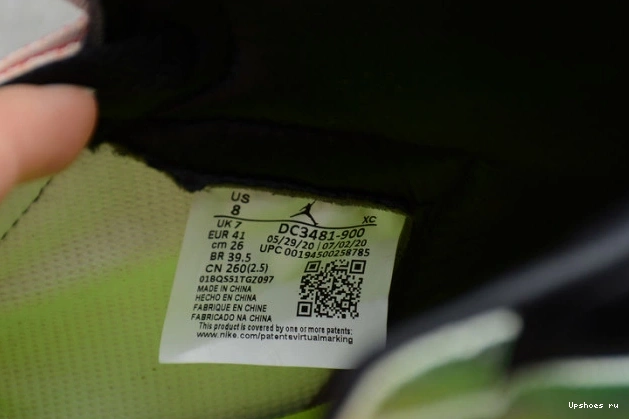 US
8
XC
UK 7
DC3481-900
EUR 41
05/29/20 | 07/02/20
cm 26
UPC 00194500258785
BR 39.5
CN 260(2.5)
01BQS51TGZ097
MADE IN CHINA
HECHO EN CHINA
FABRIQUE EN CHINE
FABRICADO NA CHINA
This product is covered by one or more patents:
www.nike.com/patentsvirtualmarking
Upshoes ru